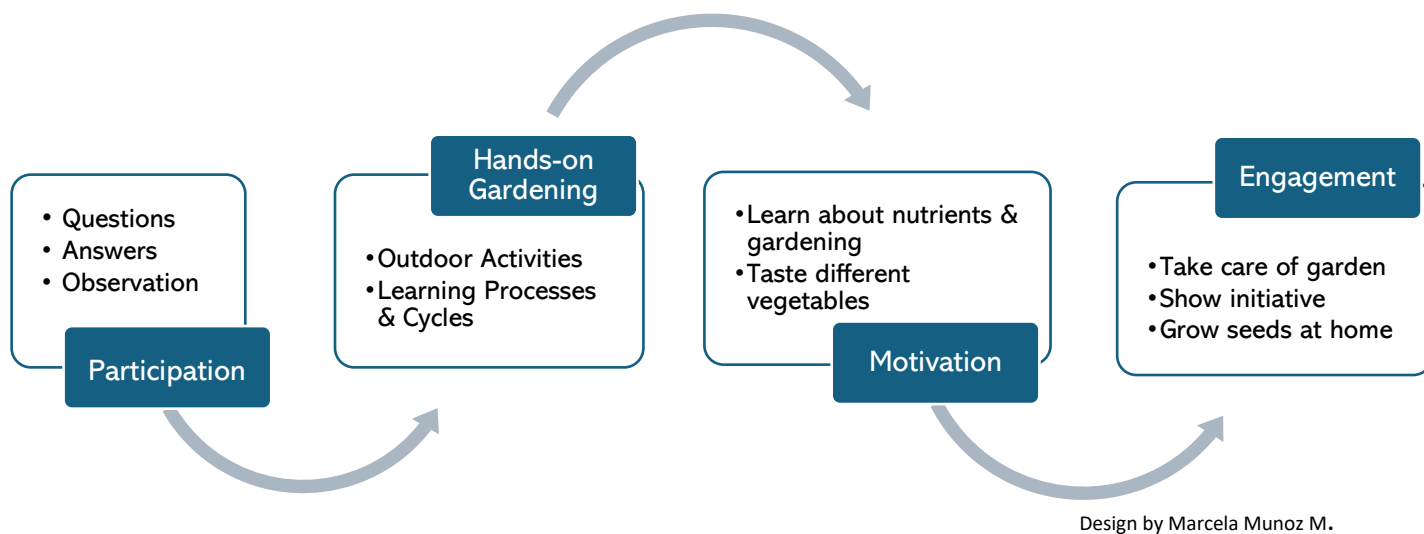 • Questions
• Answers
• Observation
Participation
Hands-on
Gardening
•Outdoor Activities
•Learning Processes
& Cycles
•Learn about nutrients &
gardening
•Taste different
vegetables
Motivation
Engagement
•Take care of garden
•Show initiative
•Grow seeds at home
Design by Marcela Munoz M.